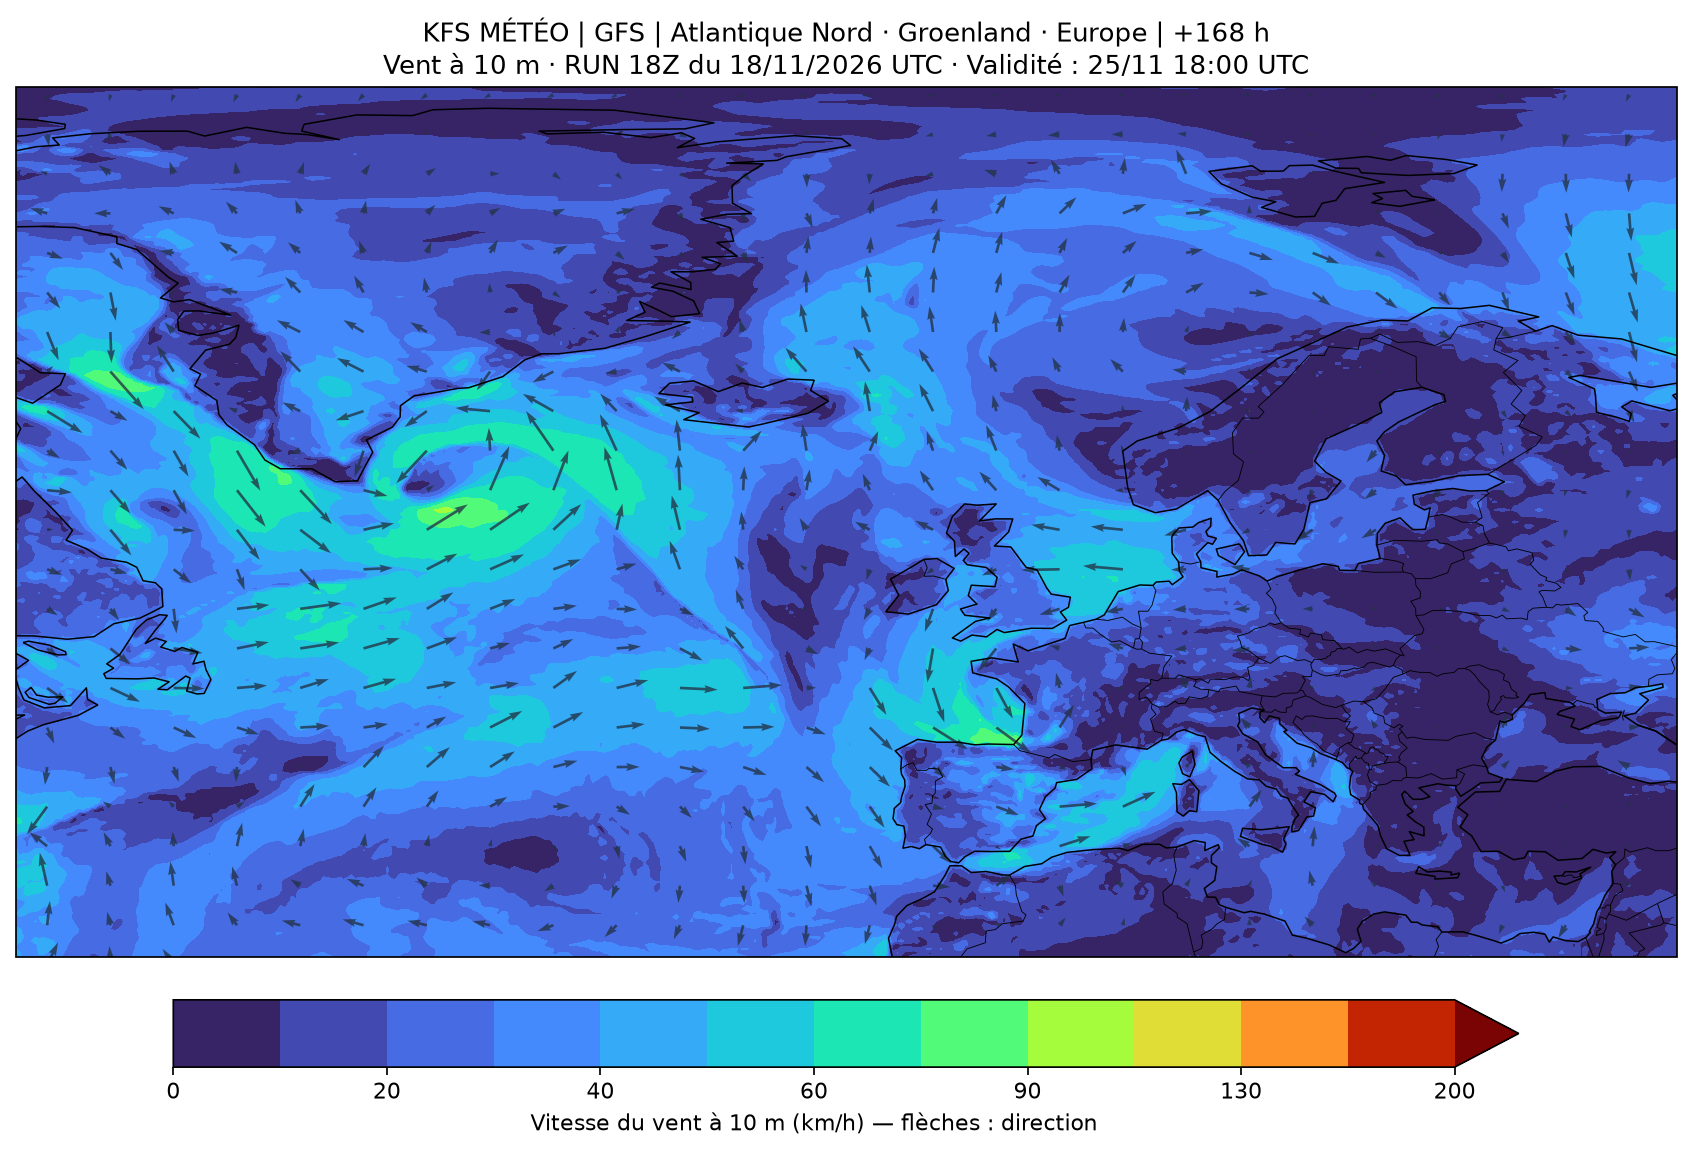 KFS MÉTÉO | GFS | Atlantique Nord · Groenland · Europe | +168 h
Vent à 10 m · RUN 18Z du 18/11/2026 UTC · Validité : 25/11 18:00 UTC
0 20 40 60 90 130 200
Vitesse du vent à 10 m (km/h) — flèches : direction